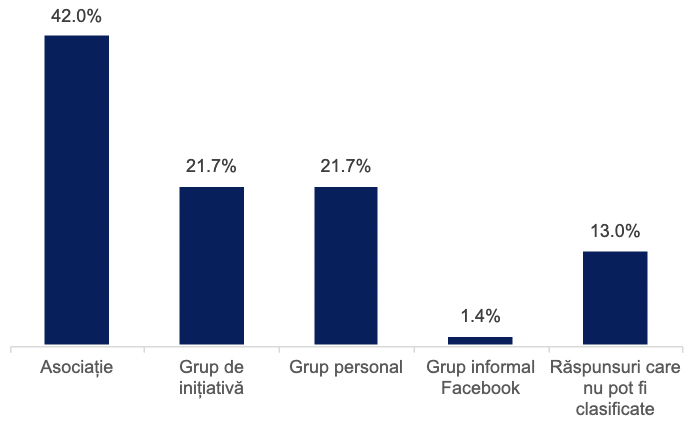 42.0%
21.7%
21.7%
1.4%
13.0%
Asociație
Grup de
inițiativă
Grup personal
Grup informal
Facebook
Răspunsuri care
nu pot fi
clasificate